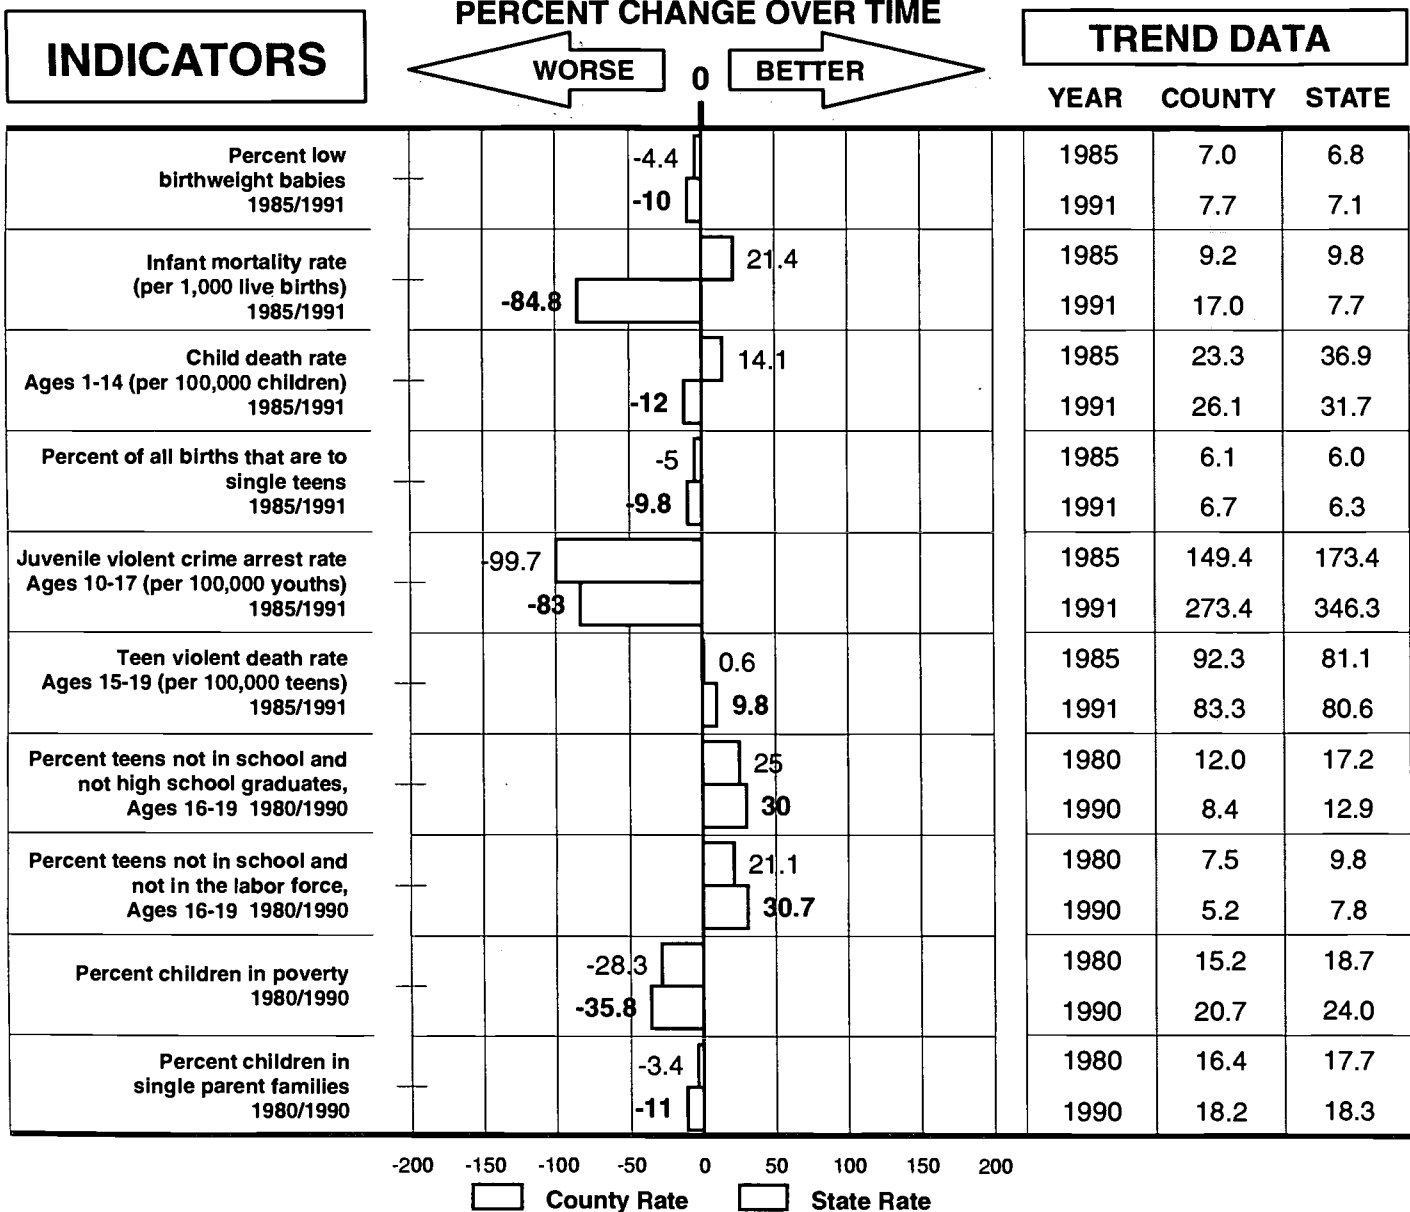 PERCENT CHANGE OVER TIME
INDICATORS
WORSE 0 BETTER
TREND DATA
YEAR COUNTY STATE
Percent low
birthweight babies
1985/1991
-4.4
-10
1985 7.0 6.8
1991 7.7 7.1
Infant mortality rate
(per 1,000 live births)
1985/1991
21.4
-84.8
1985 9.2 9.8
1991 17.0 7.7
Child death rate
Ages 1-14 (per 100,000 children)
1985/1991
14.1
-12
1985 23.3 36.9
1991 26.1 31.7
Percent of all births that are to
single teens
1985/1991
-5
-9.8
1985 6.1 6.0
1991 6.7 6.3
Juvenile violent crime arrest rate
Ages 10-17 (per 100,000 youths)
1985/1991
-99.7
-83
1985 149.4 173.4
1991 273.4 346.3
Teen violent death rate
Ages 15-19 (per 100,000 teens)
1985/1991
0.6
9.8
1985 92.3 81.1
1991 83.3 80.6
Percent teens not in school and
not high school graduates,
Ages 16-19 1980/1990
25
30
1980 12.0 17.2
1990 8.4 12.9
Percent teens not in school and
not in the labor force,
Ages 16-19 1980/1990
21.1
30.7
1980 7.5 9.8
1990 5.2 7.8
Percent children in poverty
1980/1990
-28.3
-35.8
1980 15.2 18.7
1990 20.7 24.0
Percent children in
single parent families
1980/1990
-3.4
-11
1980 16.4 17.7
1990 18.2 18.3
-200 -150 -100 -50 0 50 100 150 200
County Rate State Rate